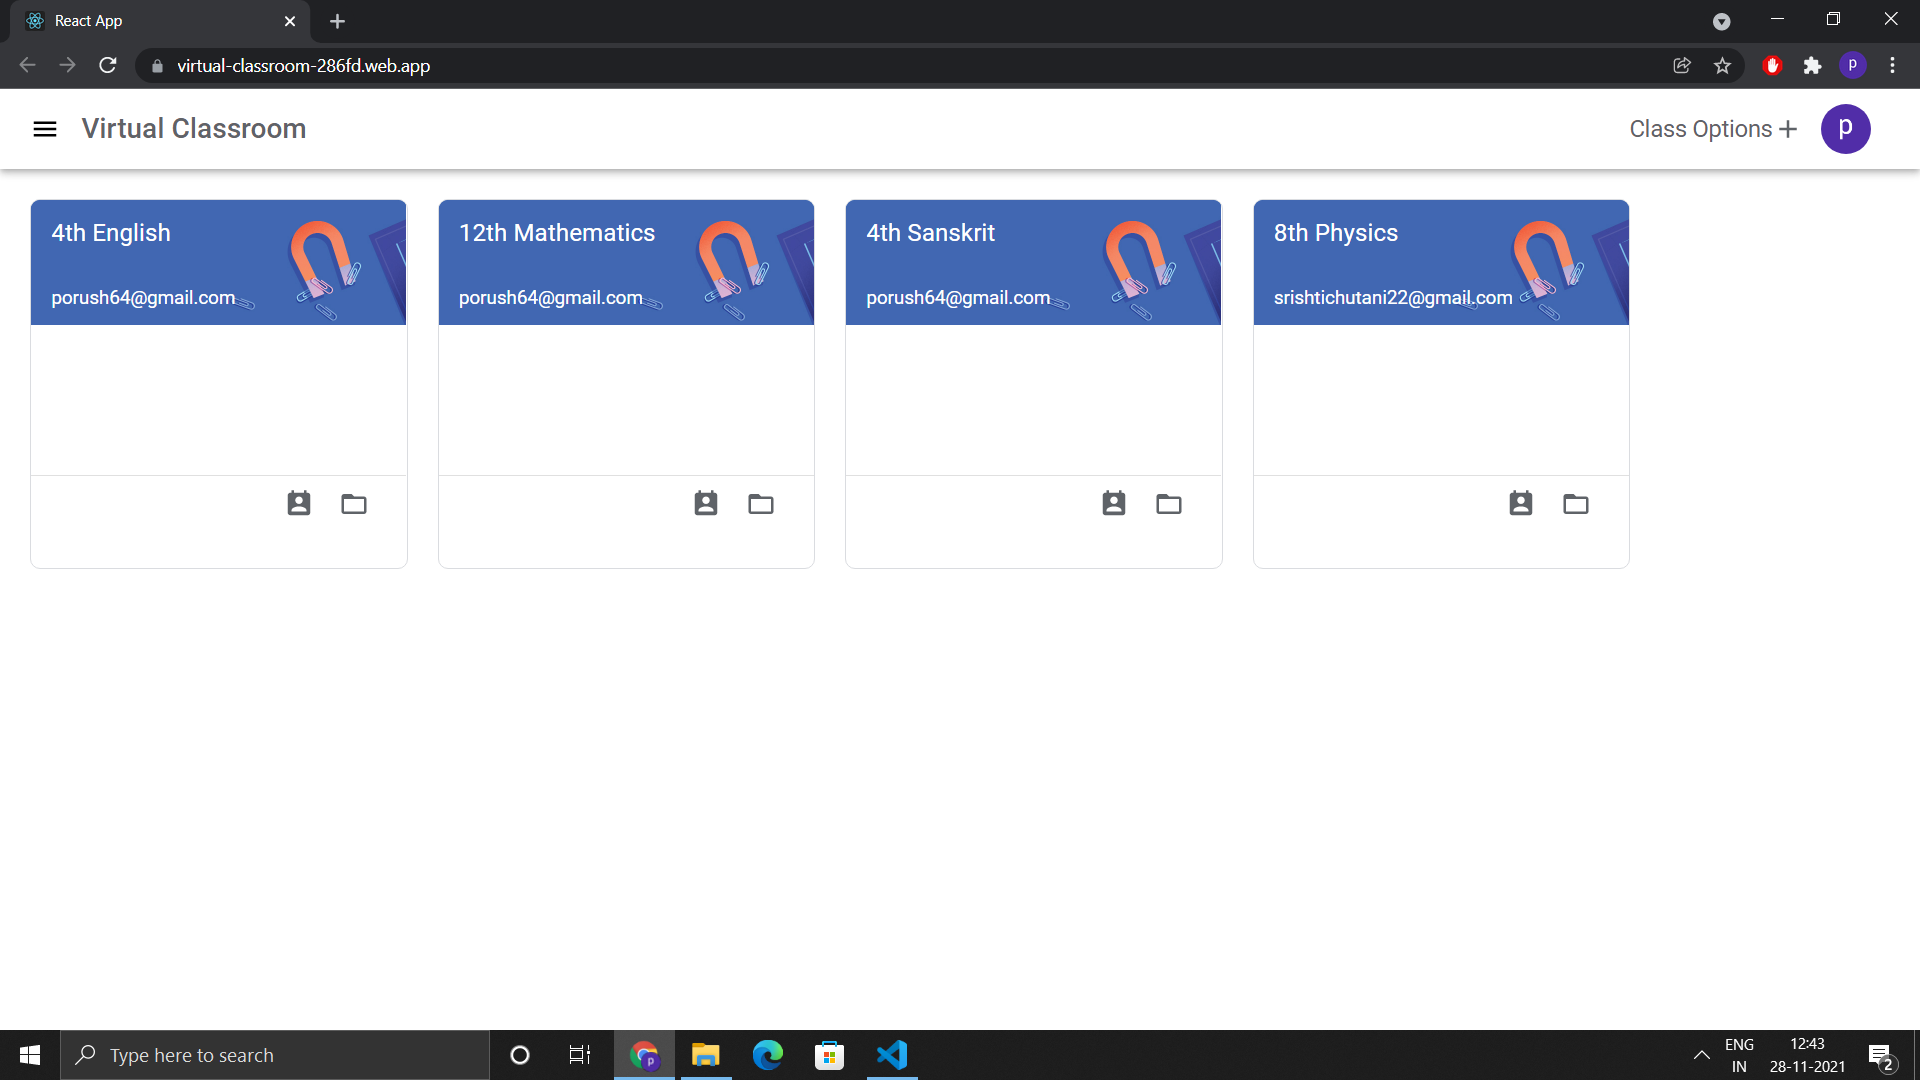 React App
virtual-classroom-286fd.web.app
p
Virtual Classroom
Class Options
p
4th English
porush64@gmail.com
12th Mathematics
porush64@gmail.com
4th Sanskrit
porush64@gmail.com
8th Physics
srishtichutani22@gmail.com
Type here to search
p
ENG
IN
12:43
28-11-2021
2